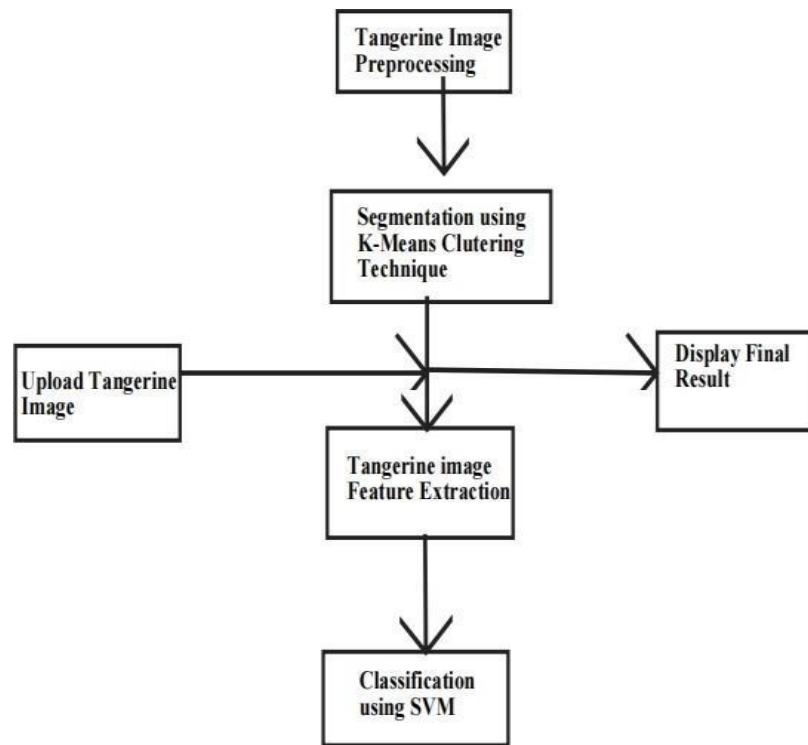 Tangerine Image
Preprocessing
Segmentation using
K-Means Clutering
Technique
Upload Tangerine
Image
Display Final
Result
Tangerine image
Feature Extraction
Classification
using SVM